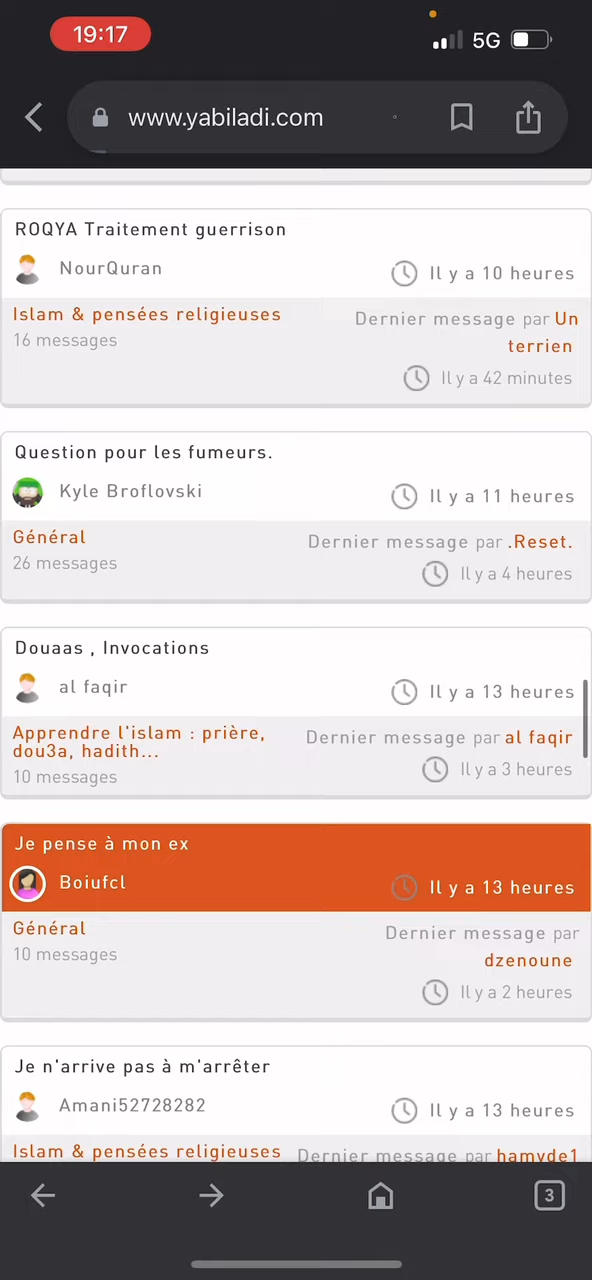 19:17
5G
www.yabiladi.com
ROQYA Traitement guerrison
NourQuran
Il y a 10 heures
Islam & pensées religieuses
16 messages
Dernier message par Un
terrien
Il y a 42 minutes
Question pour les fumeurs.
Kyle Broflovski
Il y a 11 heures
Général
26 messages
Dernier message par .Reset.
Il y a 4 heures
Douaas , Invocations
al faqir
Il y a 13 heures
Apprendre l'islam : prière,
dou3a, hadith...
10 messages
Dernier message par al faqir
Il y a 3 heures
Je pense à mon ex
Boiufcl
Il y a 13 heures
Général
10 messages
Dernier message par
dzenoune
Il y a 2 heures
Je n'arrive pas à m'arrêter
Amani52728282
Il y a 13 heures
Islam & pensées religieuses
Dernier message par hamyde1
3